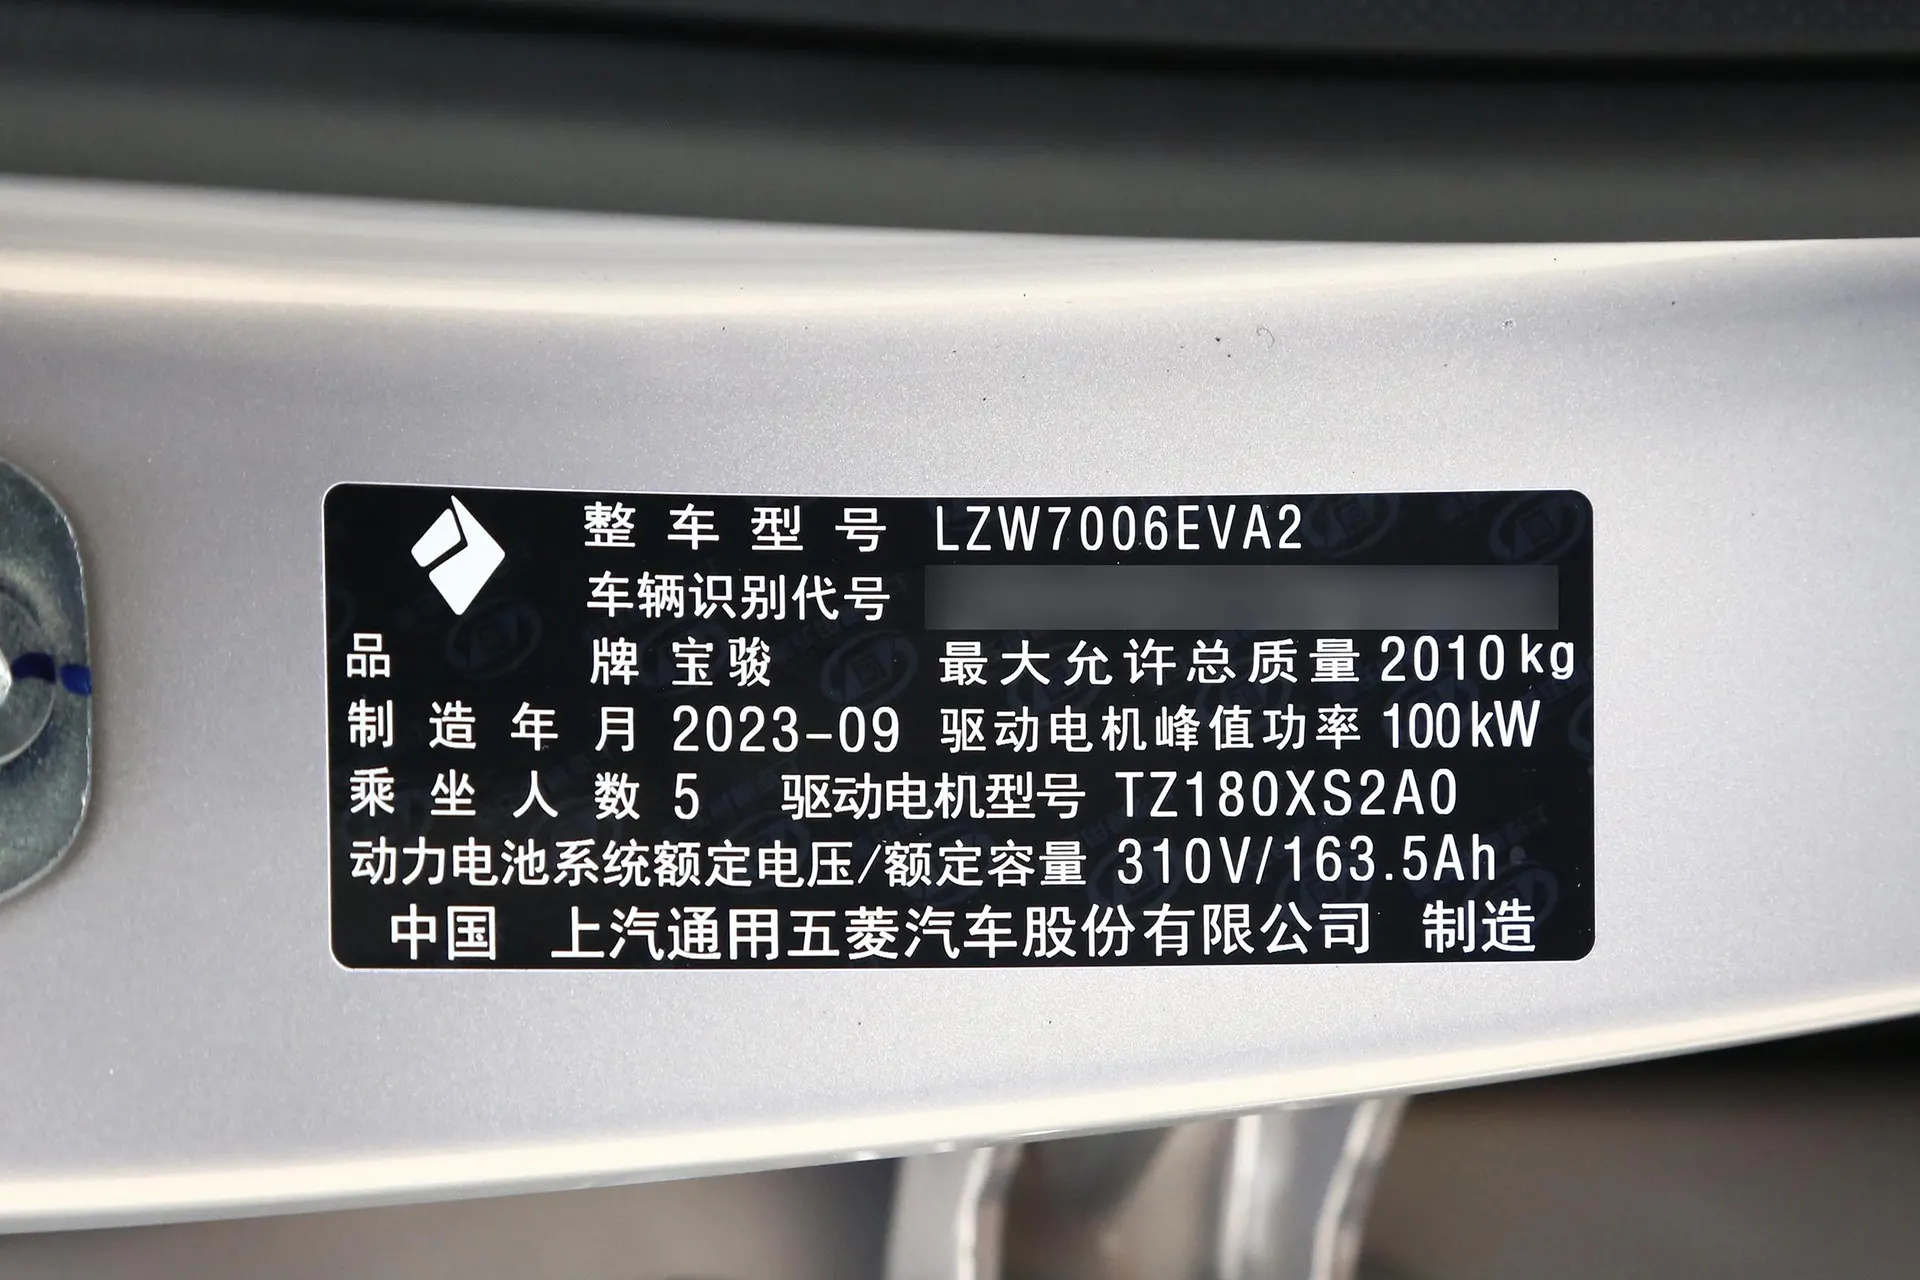 整车型号 LZW7006EVA2
车辆识别代号
品牌 宝骏 最大允许总质量 2010kg
制造年月 2023-09 驱动电机峰值功率 100kW
乘坐人数 5 驱动电机型号 TZ180XS2A0
动力电池系统额定电压/额定容量 310V/163.5Ah
中国 上汽通用五菱汽车股份有限公司 制造